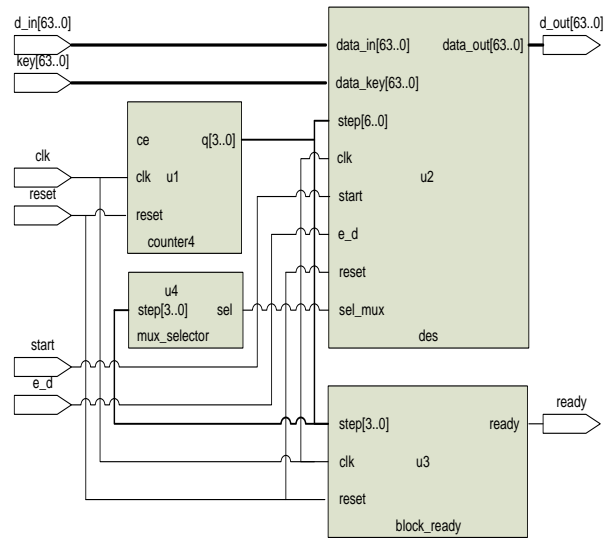 d_in[63..0]
d_out[63..0]
data_in[63..0]
data_out[63..0]
key[63..0]
data_key[63..0]
ce
q[3..0]
step[6..0]
clk
clk
u1
clk
u2
reset
reset
start
counter4
e_d
reset
u4
step[3..0]
sel
sel_mux
mux_selector
des
start
e_d
ready
step[3..0]
ready
clk
u3
reset
block_ready